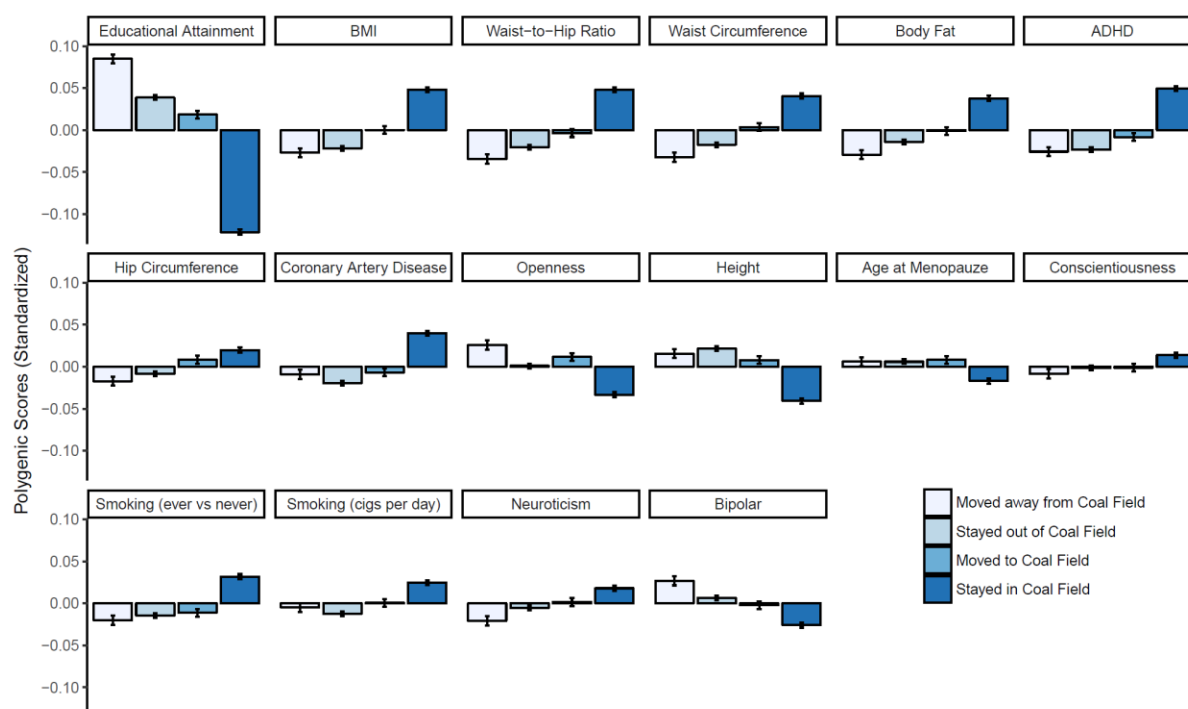 Educational Attainment
BMI
Waist−to−Hip Ratio
Waist Circumference
Body Fat
ADHD
0.10
0.05
0.00
−0.05
−0.10
Hip Circumference
Coronary Artery Disease
Openness
Height
Age at Menopauze
Conscientiousness
0.10
0.05
0.00
−0.05
−0.10
Smoking (ever vs never)
Smoking (cigs per day)
Neuroticism
Bipolar
0.10
0.05
0.00
−0.05
−0.10
Polygenic Scores (Standardized)
Moved away from Coal Field
Stayed out of Coal Field
Moved to Coal Field
Stayed in Coal Field